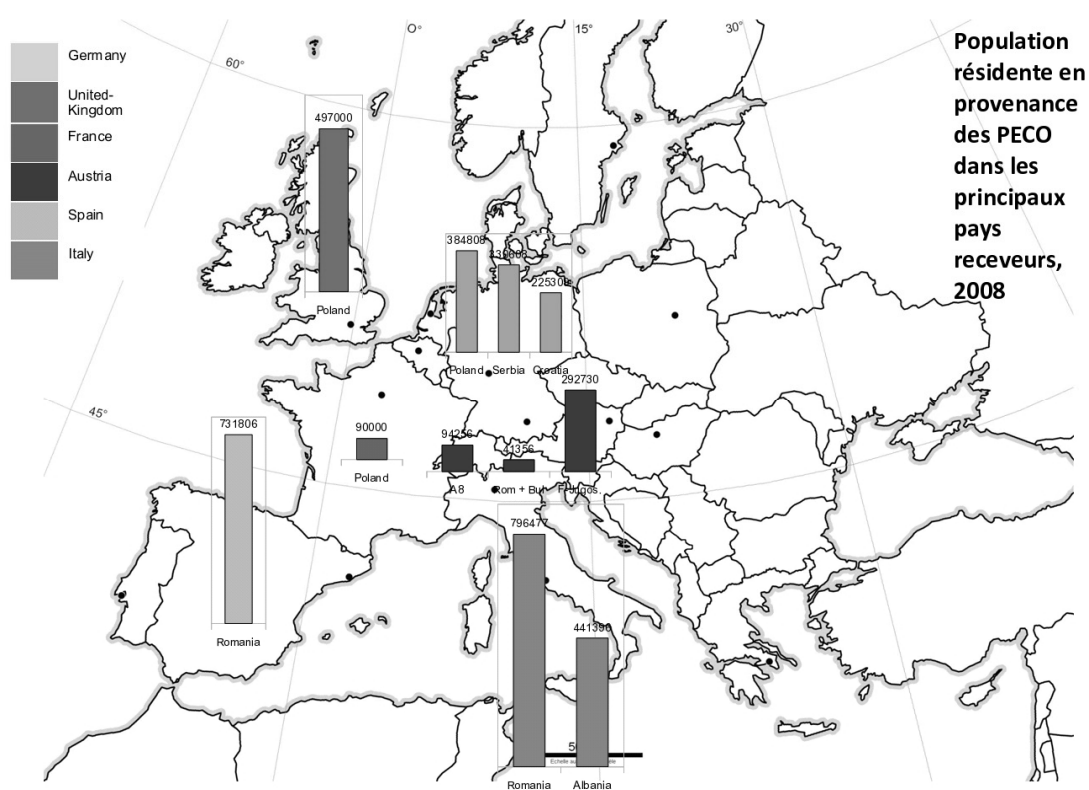 Germany
United-
Kingdom
France
Austria
Spain
Italy
Population
résidente en
provenance
des PECO
dans les
principaux
pays
receveurs,
2008
0°
15°
30°
60°
45°
497000
Poland
384808
225308
Poland
Serbia
Croatia
292730
94256
41356
A8
Rom + Bul
731806
Romania
90000
Poland
796477
441396
Romania
Albania